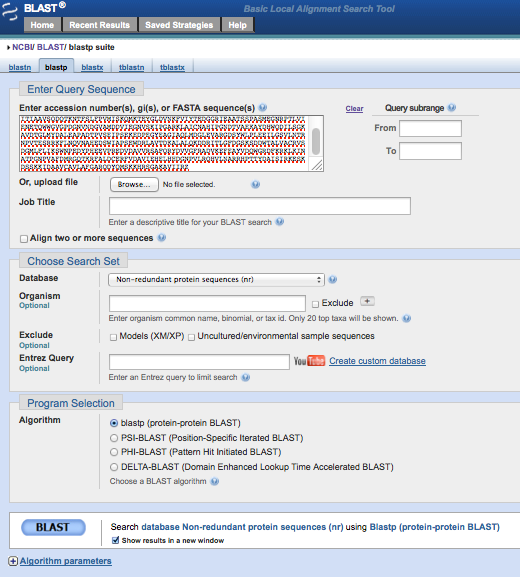 BLAST®
Basic Local Alignment Search Tool
Home Recent Results Saved Strategies Help
NCBI/ BLAST/ blastp suite
blastn blastp blastx tblastn tblastx
Enter Query Sequence
Enter accession number(s), gi(s), or FASTA sequence(s) Clear Query subrange
From
To
Or, upload file Browse... No file selected.
Job Title
Enter a descriptive title for your BLAST search
Align two or more sequences
Choose Search Set
Database Non-redundant protein sequences (nr)
Organism
Optional
Exclude +
Enter organism common name, binomial, or tax id. Only 20 top taxa will be shown.
Exclude
Optional
Models (XM/XP) Uncultured/environmental sample sequences
Entrez Query
Optional
YouTube Create custom database
Enter an Entrez query to limit search
Program Selection
Algorithm
blastp (protein-protein BLAST)
PSI-BLAST (Position-Specific Iterated BLAST)
PHI-BLAST (Pattern Hit Initiated BLAST)
DELTA-BLAST (Domain Enhanced Lookup Time Accelerated BLAST)
Choose a BLAST algorithm
BLAST
Search database Non-redundant protein sequences (nr) using Blastp (protein-protein BLAST)
Show results in a new window
Algorithm parameters